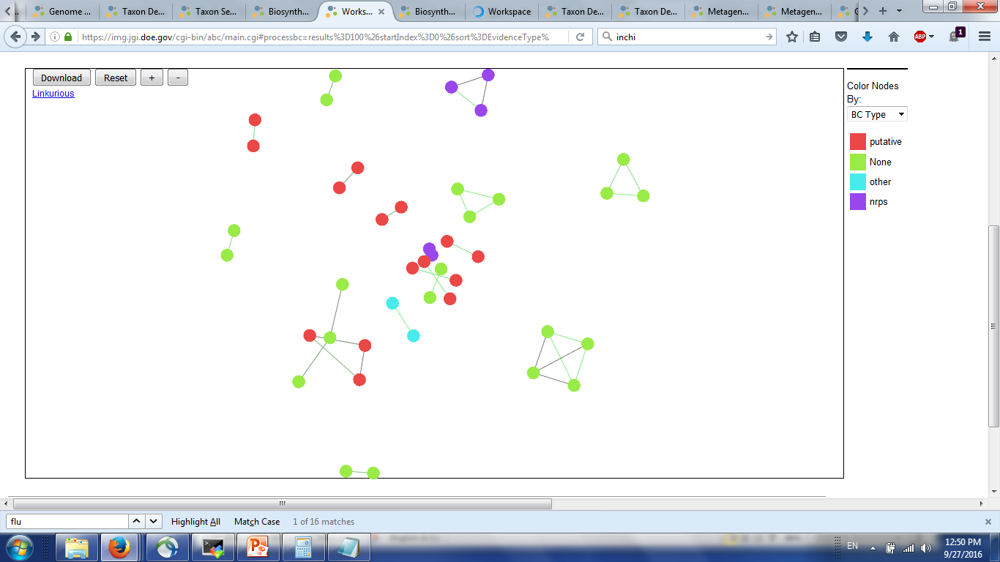 ...
Genome ...
Taxon De...
Taxon Se...
Biosynth...
Works...
Biosynth...
Workspace
Taxon De...
Taxon De...
Metagen...
Metagen...
https://img.jgi.doe.gov/cgi-bin/abc/main.cgi#processbc=results%3D100%26startIndex%3D0%26sort%3DEvidenceType%
inchi
ABP
1
Download
Reset
+
-
Linkurious
Color Nodes
By:
BC Type
putative
None
other
nrps
flu
Highlight All
Match Case
1 of 16 matches
EN
12:50 PM
9/27/2016